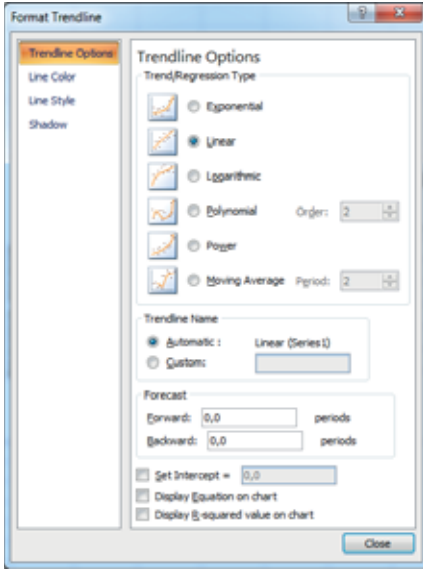 Format Trendline
Trendline Options
Line Color
Line Style
Shadow
Trendline Options
Trend/Regression Type
Exponential
Linear
Logarithmic
Polynomial Order: 2
Power
Moving Average Period: 2
Trendline Name
Automatic : Linear (Series1)
Custom:
Forecast
Forward: 0,0 periods
Backward: 0,0 periods
Set Intercept = 0,0
Display Equation on chart
Display R-squared value on chart
Close